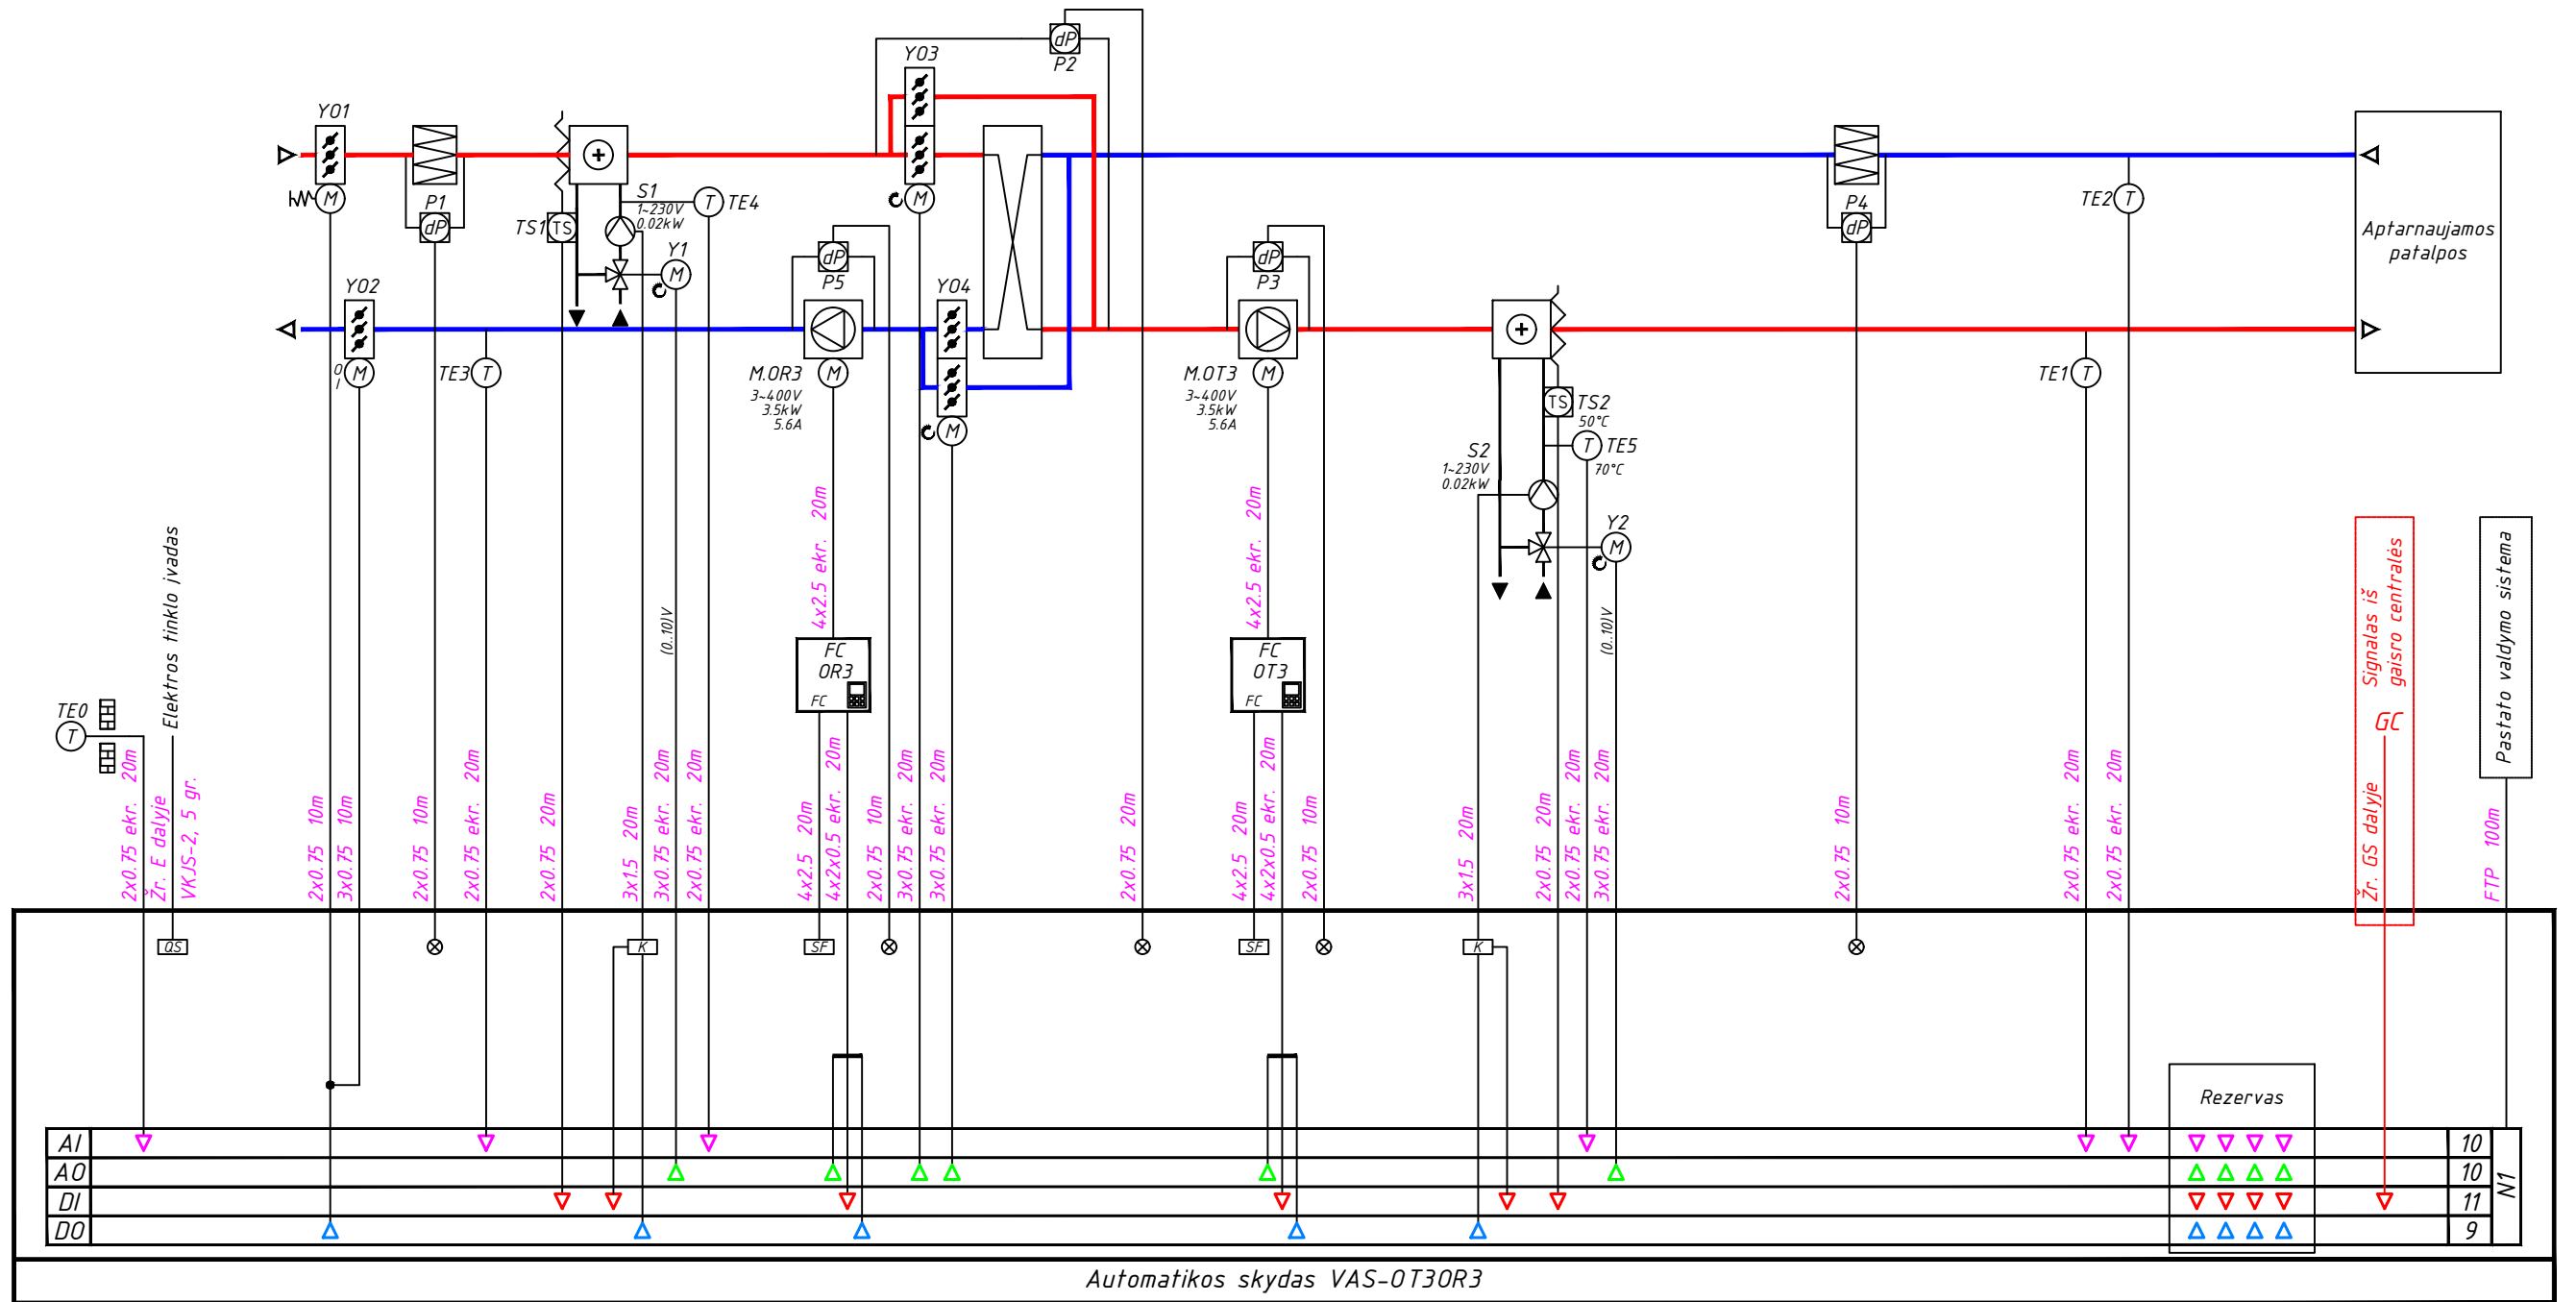 dP
P2
YO3
YO1
M
P1
dP
TS1
TS
S1
1~230V
0.02kW
T
TE4
Y1
M
M
dP
P5
YO4
dP
P3
P4
dP
TE2
T
Aptarnaujamos
patalpos
YO2
0
I
M
TE3
T
M.OR3
M
3~400V
3.5kW
5.6A
M
M.OT3
M
3~400V
3.5kW
5.6A
TS
TS2
50°C
T
TE5
70°C
S2
1~230V
0.02kW
Y2
M
TE1
T
Elektros tinklo įvadas
TE0
T
(0..10)V
4x2.5 ekr. 20m
FC
OR3
FC
4x2.5 ekr. 20m
FC
OT3
FC
(0..10)V
Signalas iš
gaisro centralės
GC
Pastato valdymo sistema
2x0.75 ekr. 20m
Žr. E dalyje
VKJS-2, 5 gr.
2x0.75 10m
3x0.75 10m
2x0.75 10m
2x0.75 ekr. 20m
2x0.75 20m
3x1.5 20m
3x0.75 ekr. 20m
2x0.75 ekr. 20m
4x2.5 20m
4x2x0.5 ekr. 20m
2x0.75 10m
3x0.75 ekr. 20m
3x0.75 ekr. 20m
2x0.75 20m
4x2.5 20m
4x2x0.5 ekr. 20m
2x0.75 10m
3x1.5 20m
2x0.75 20m
2x0.75 ekr. 20m
3x0.75 ekr. 20m
2x0.75 10m
2x0.75 ekr. 20m
2x0.75 ekr. 20m
Žr. GS dalyje
FTP 100m
QS
K
SF
SF
K
Rezervas
AI
10
AO
10
DI
11
DO
9
N1
Automatikos skydas VAS-OT3OR3